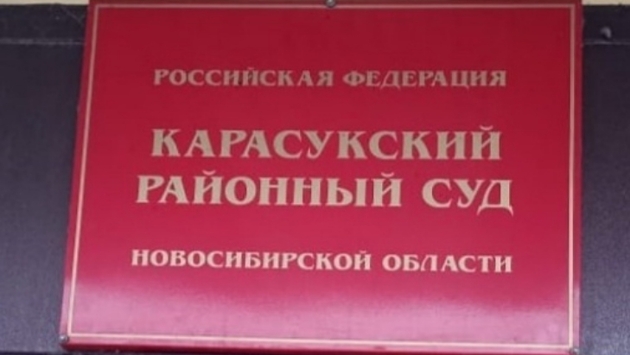 РОССИЙСКАЯ ФЕДЕРАЦИЯ
КАРАСУКСКИЙ
РАЙОННЫЙ СУД
НОВОСИБИРСКОЙ ОБЛАСТИ